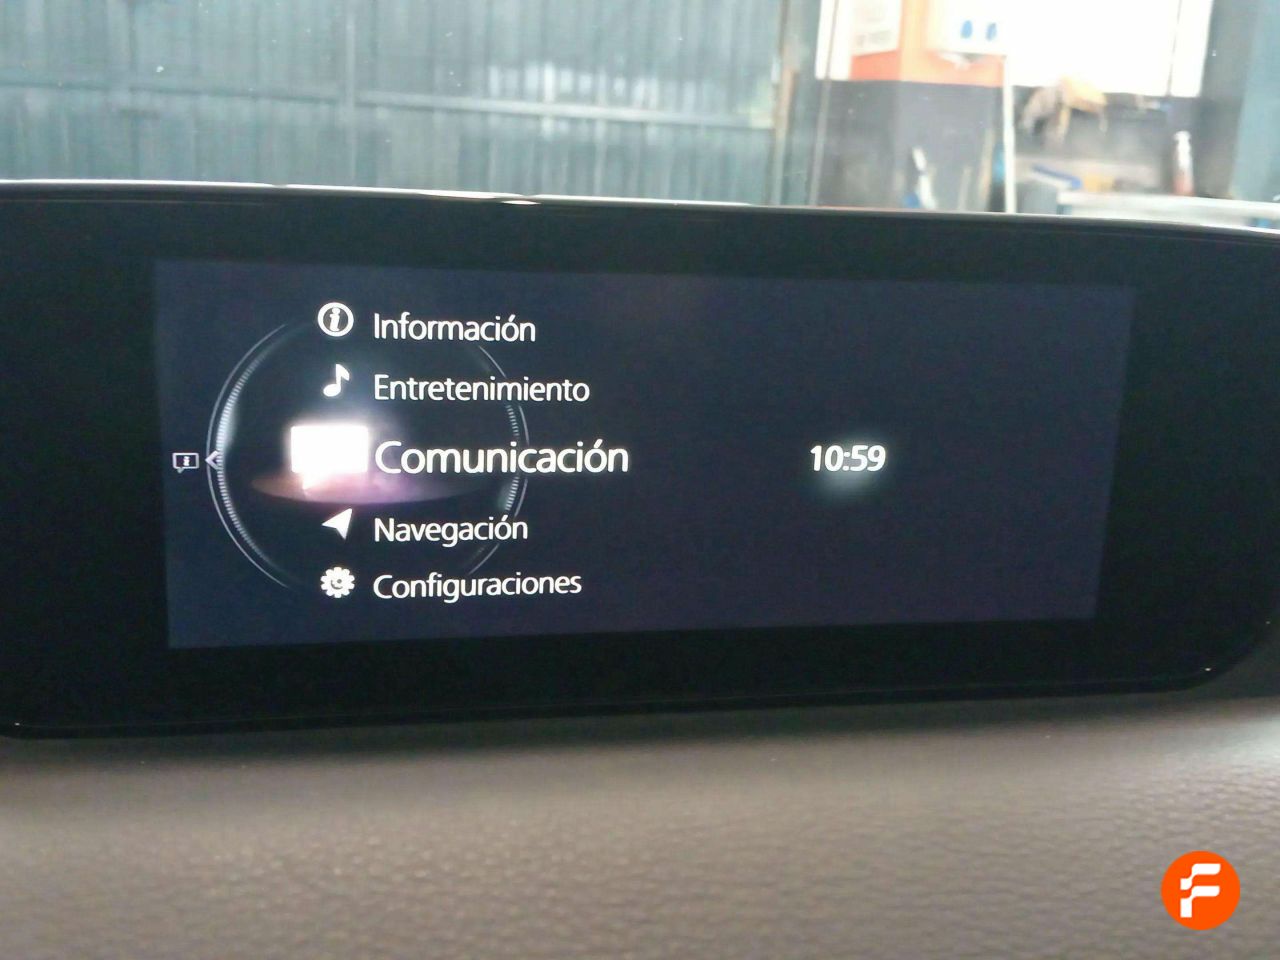 Información
Entretenimiento
Comunicación
10:59
Navegación
Configuraciones
F